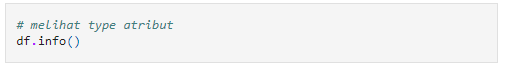 # melihat type atribut
df.info()